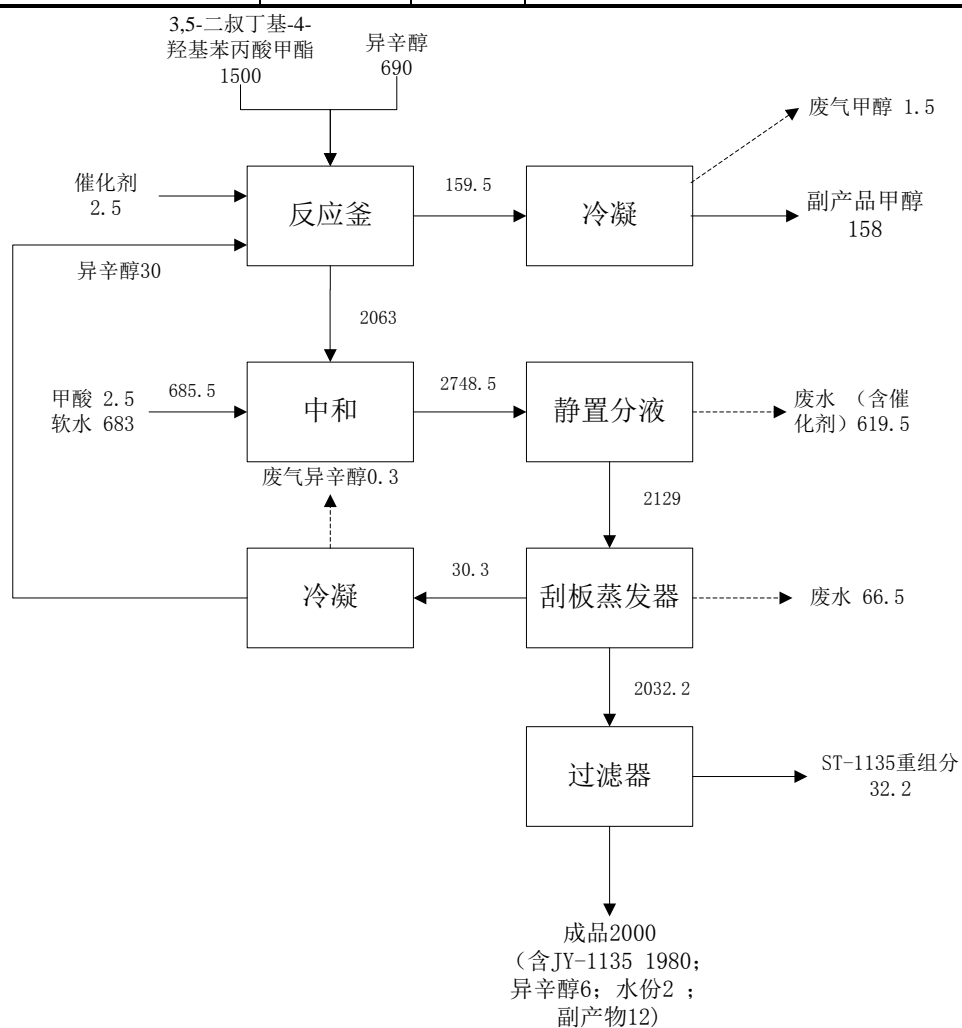 3,5-二叔丁基-4-
羟基苯丙酸甲酯
1500
异辛醇
690
废气甲醇 1.5
催化剂
2.5
反应釜
159.5
冷凝
副产品甲醇
158
异辛醇30
2063
甲酸 2.5
软水 683
685.5
中和
2748.5
静置分液
废水 （含催
化剂）619.5
废气异辛醇0.3
2129
冷凝
30.3
刮板蒸发器
废水 66.5
2032.2
过滤器
ST-1135重组分
32.2
成品2000
（含JY-1135 1980；
异辛醇6；水份2 ；
副产物12)